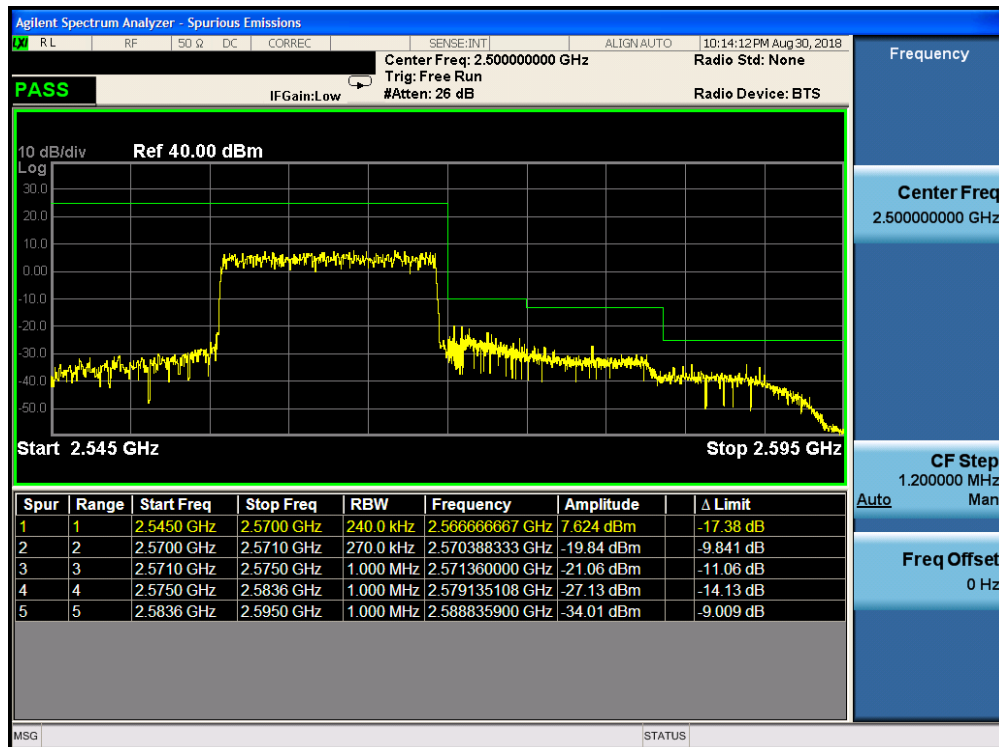 Agilent Spectrum Analyzer - Spurious Emissions
LXI RL RF 50 Ω DC CORREC SENSE:INT ALIGN AUTO 10:14:12 PM Aug 30, 2018
Center Freq: 2.500000000 GHz Radio Std: None
Trig: Free Run
PASS IFGain:Low #Atten: 26 dB Radio Device: BTS
10 dB/div Ref 40.00 dBm
Log
30.0
20.0
10.0
0.00
-10.0
-20.0
-30.0
-40.0
-50.0
Start 2.545 GHz Stop 2.595 GHz
Spur Range Start Freq Stop Freq RBW Frequency Amplitude Δ Limit
1 1 2.5450 GHz 2.5700 GHz 240.0 kHz 2.566666667 GHz 7.624 dBm -17.38 dB
2 2 2.5700 GHz 2.5710 GHz 270.0 kHz 2.570388333 GHz -19.84 dBm -9.841 dB
3 3 2.5710 GHz 2.5750 GHz 1.000 MHz 2.571360000 GHz -21.06 dBm -11.06 dB
4 4 2.5750 GHz 2.5836 GHz 1.000 MHz 2.579135108 GHz -27.13 dBm -14.13 dB
5 5 2.5836 GHz 2.5950 GHz 1.000 MHz 2.588835900 GHz -34.01 dBm -9.009 dB
MSG STATUS
Frequency
Center Freq
2.500000000 GHz
CF Step
1.200000 MHz
Auto Man
Freq Offset
0 Hz